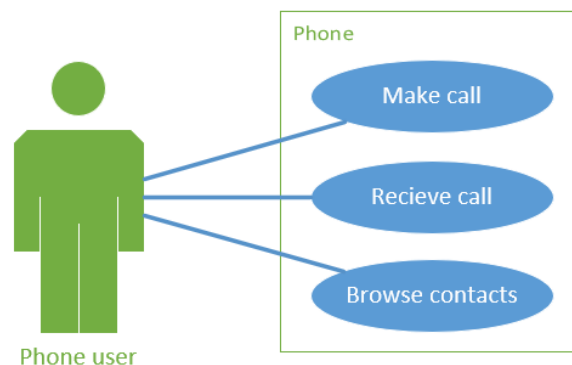 Phone
Make call
Recieve call
Browse contacts
Phone user